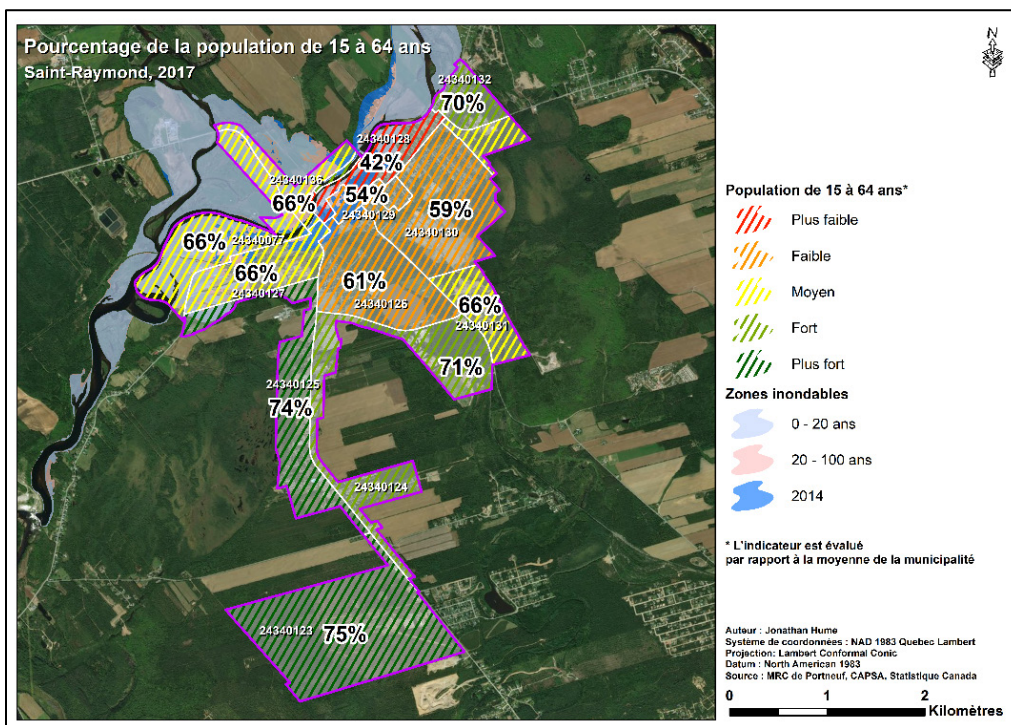 Pourcentage de la population de 15 à 64 ans
Saint-Raymond, 2017
N
24340132
70%
24340128
42%
24340136
66%
54%
24340129
59%
24340130
66%
24340077
66%
24340127
61%
24340126
66%
24340131
71%
24340125
74%
24340124
24340123
75%
Population de 15 à 64 ans*
Plus faible
Faible
Moyen
Fort
Plus fort
Zones inondables
0 - 20 ans
20 - 100 ans
2014
* L'indicateur est évalué
par rapport à la moyenne de la municipalité
Auteur : Jonathan Hume
Système de coordonnées : NAD 1983 Quebec Lambert
Projection: Lambert Conformal Conic
Datum : North American 1983
Source : MRC de Portneuf, CAPSA, Statistique Canada
0 1 2
Kilomètres